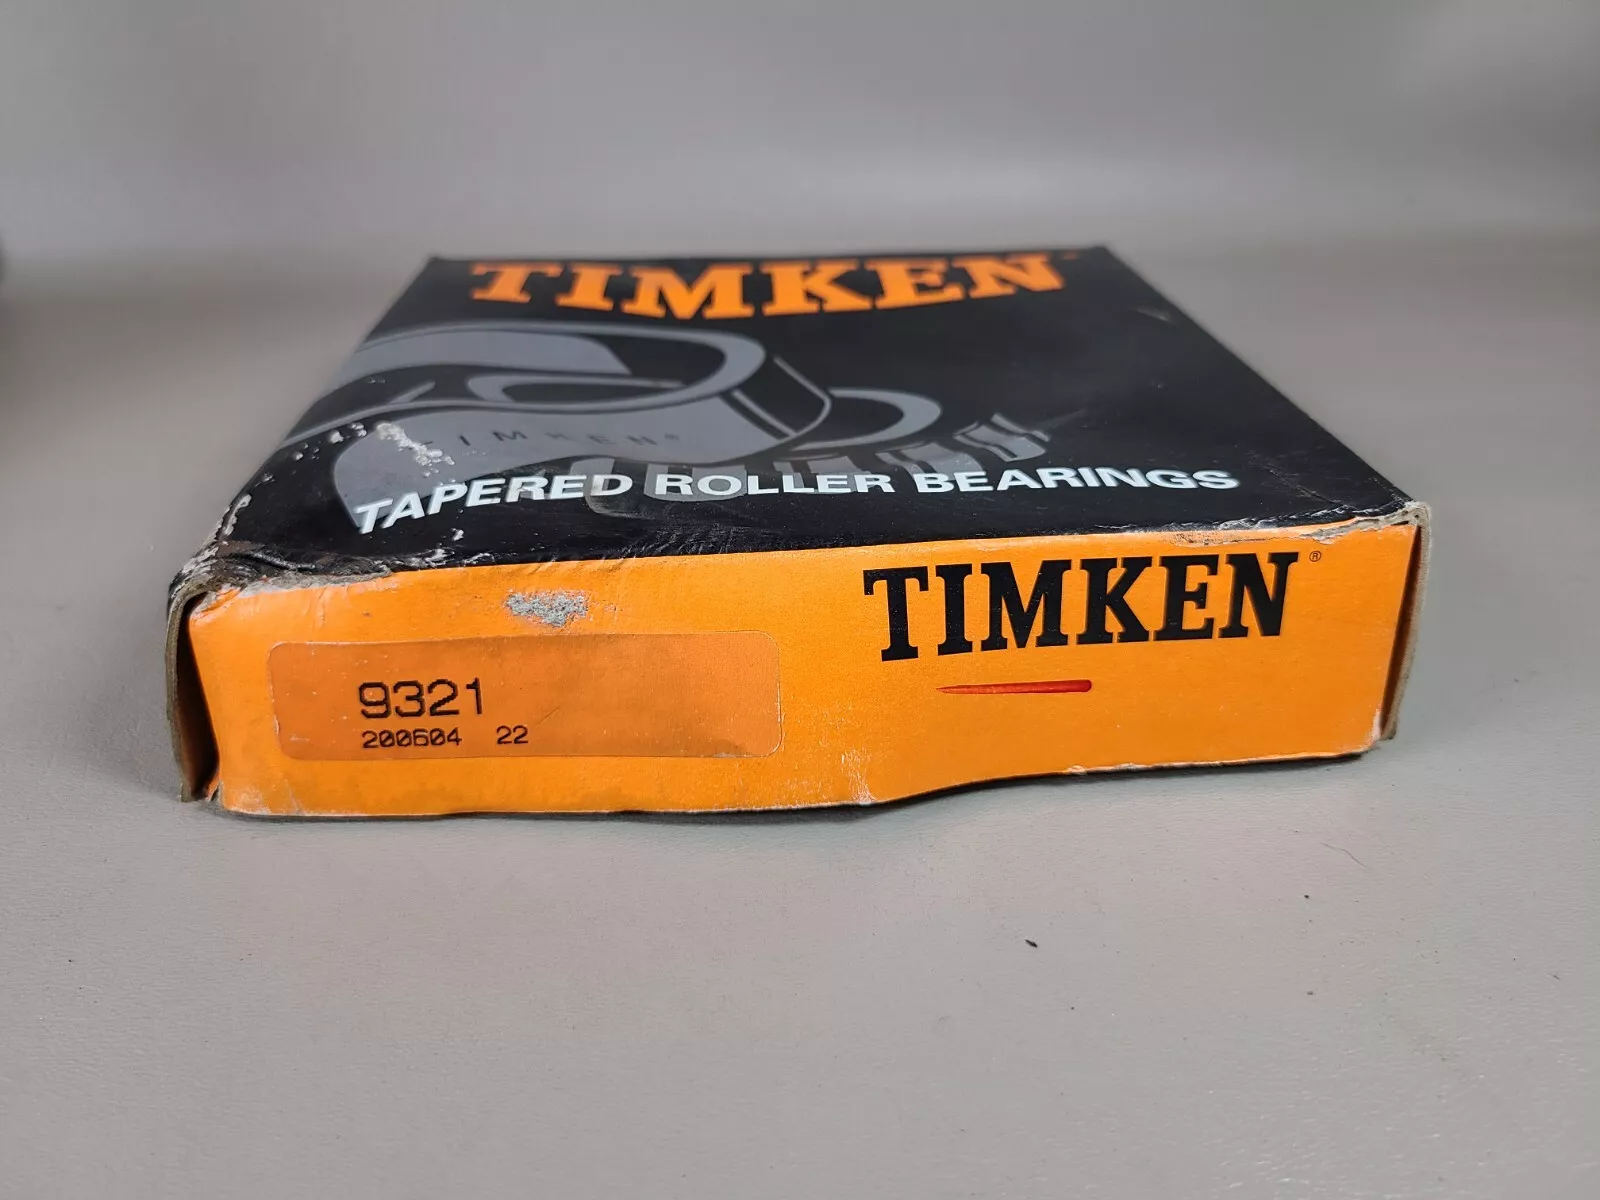 TIMKEN
TIMKEN®
TAPERED ROLLER BEARINGS
TIMKEN®
9321
200604 22